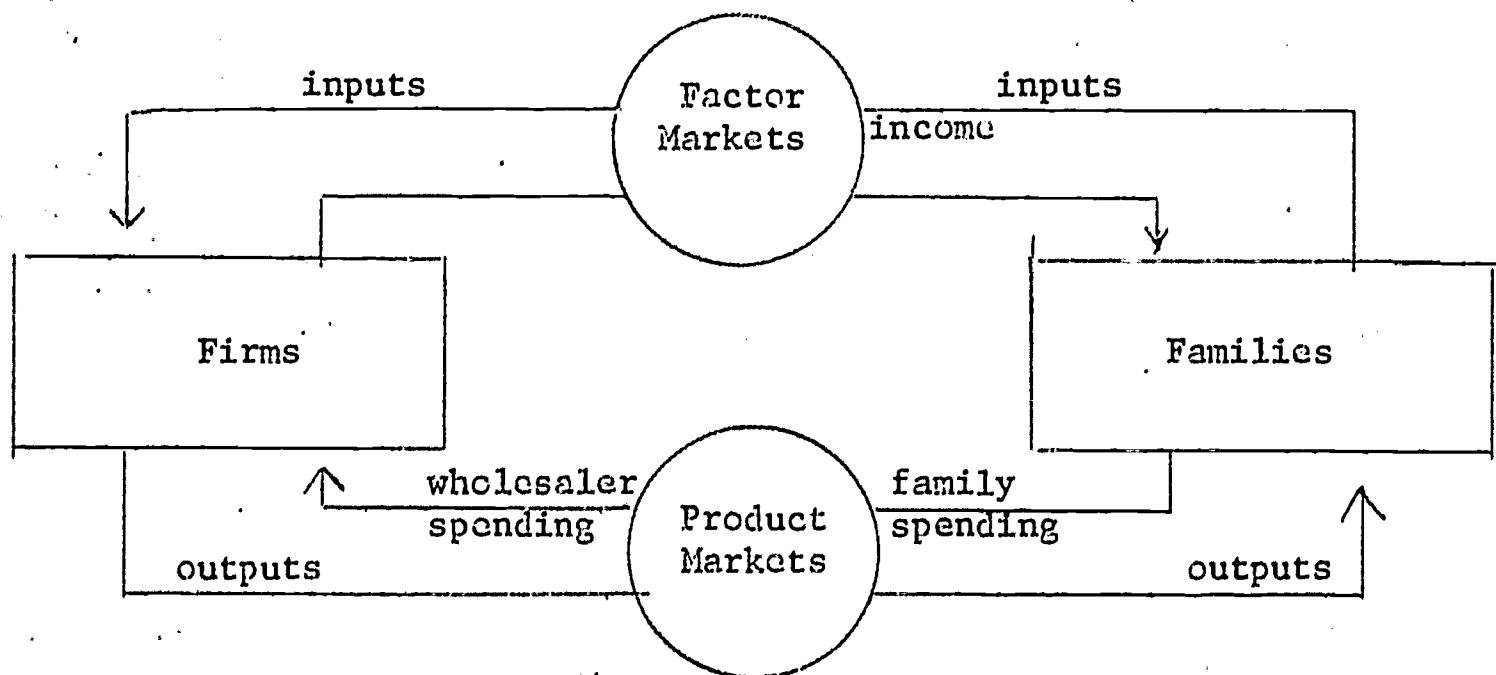 inputs
Factor
Markets
inputs
income
Firms
Families
wholesaler
spending
family
spending
Product
Markets
outputs
outputs